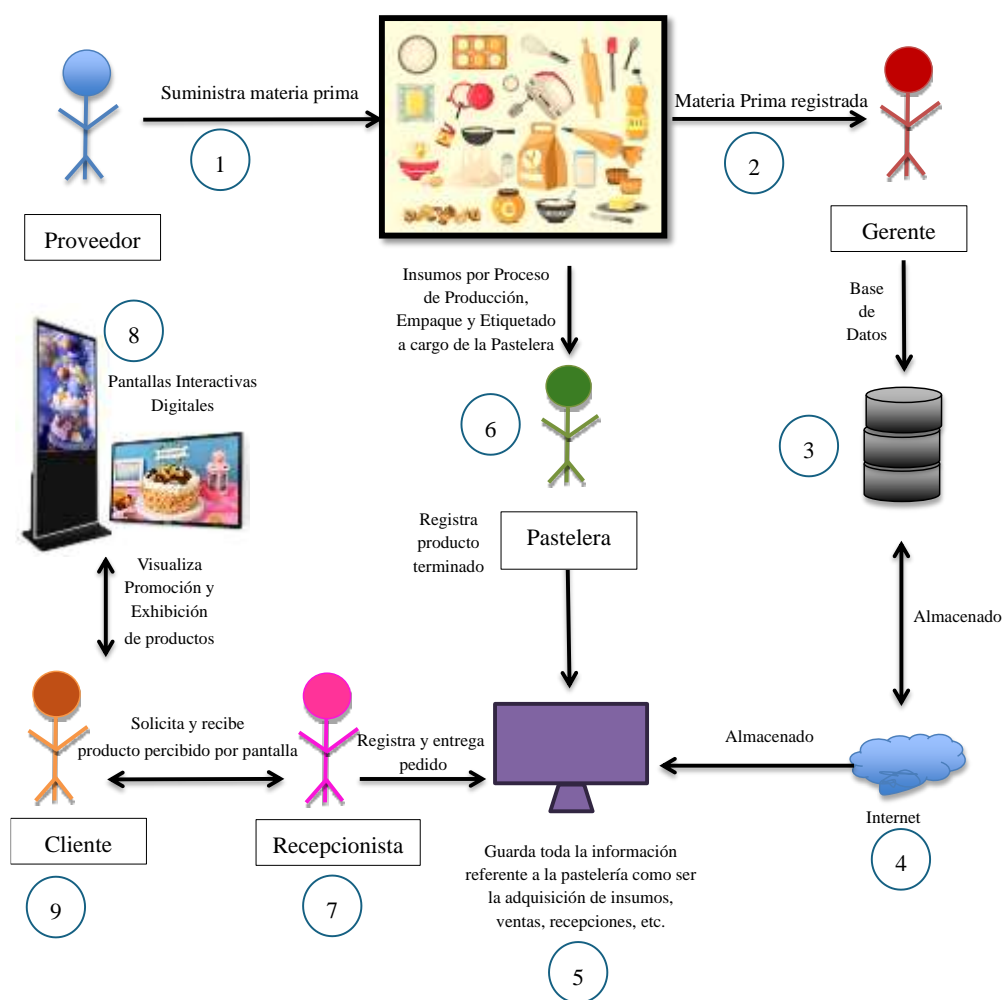 Suministra materia prima
1
Proveedor
Materia Prima registrada
2
Gerente
8
Pantallas Interactivas
Digitales
Insumos por Proceso
de Producción,
Empaque y Etiquetado
a cargo de la Pastelera
6
Base
de
Datos
3
Registra
producto
terminado
Pastelera
Visualiza
Promoción y
Exhibición
de productos
Almacenado
Solicita y recibe
producto percibido por pantalla
Registra y entrega
pedido
Almacenado
Cliente
9
Recepcionista
7
Guarda toda la información
referente a la pastelería como ser
la adquisición de insumos,
ventas, recepciones, etc.
5
Internet
4